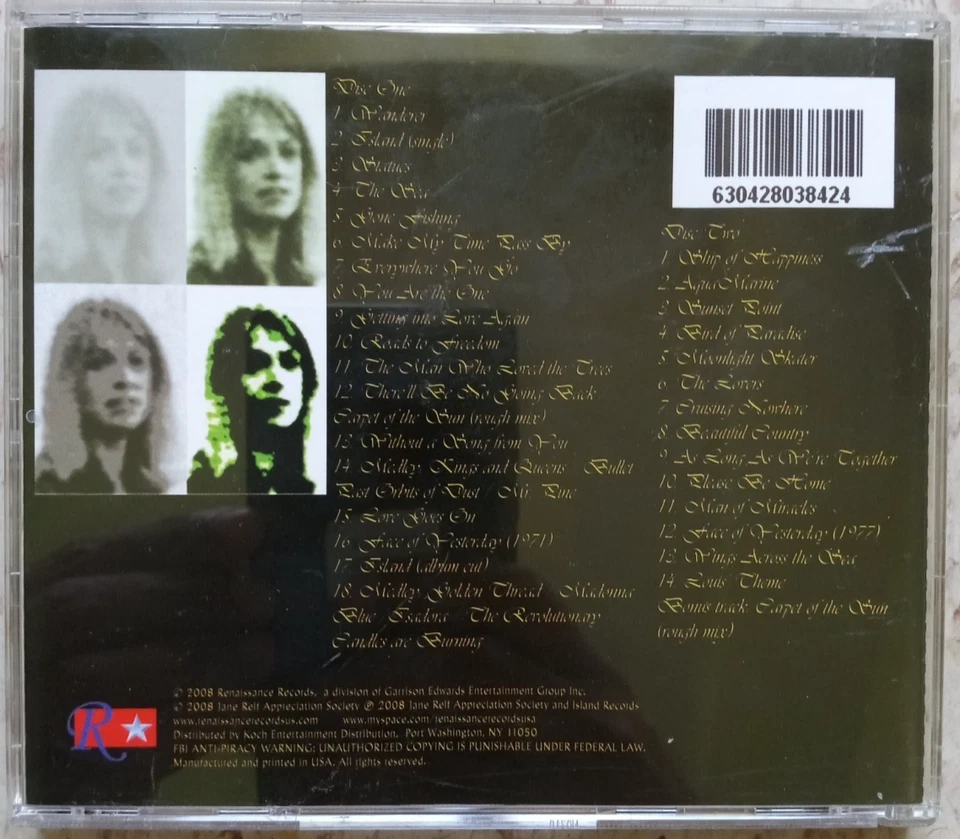 Disc One
1. Wanderer
2. Island (single)
3. Statues
4. The Sea
5. Gone Fishing
6. Make My Time Pass By
7. Everywhere You Go
8. You Are the One
9. Getting into Love Again
10. Roads to Freedom
11. The Man Who Loved the Trees
12. There'll Be No Going Back
Carpet of the Sun (rough mix)
13. Without a Song from You
14. Medley: Kings and Queens Bullet
Past Orbits of Dust / Mr. Pine
15. Love Goes On
16. Face of Yesterday (1971)
17. Island (album cut)
18. Medley: Golden Thread Madonna
Blue Isadora The Revolutionary
Candles are Burning
630428038424
Disc Two
1. Ship of Happiness
2. AquaMarine
3. Sunset Point
4. Bird of Paradise
5. Moonlight Skater
6. The Lovers
7. Cruising Nowhere
8. Beautiful Country
9. As Long As We're Together
10. Please Be Home
11. Man of Miracles
12. Face of Yesterday (1977)
13. Wings Across the Sea
14. Louis' Theme
Bonus track: Carpet of the Sun
(rough mix)
R
© 2008 Renaissance Records, a division of Garrison Edwards Entertainment Group Inc.
© 2008 Jane Relf Appreciation Society ℗ 2008 Jane Relf Appreciation Society and Island Records
www.renaissancerecordsus.com www.myspace.com/renaissancerecordsusa
Distributed by Koch Entertainment Distribution, Port Washington, NY 11050
FBI ANTI-PIRACY WARNING: UNAUTHORIZED COPYING IS PUNISHABLE UNDER FEDERAL LAW.
Manufactured and printed in USA. All rights reserved.